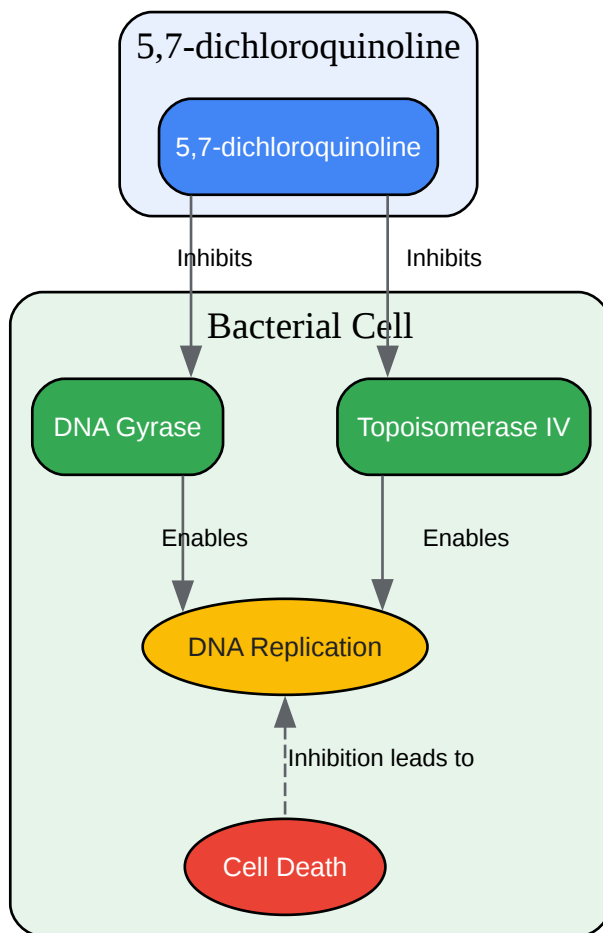 5,7-dichloroquinoline
5,7-dichloroquinoline
Inhibits
Inhibits
Bacterial Cell
DNA Gyrase
Topoisomerase IV
Enables
Enables
DNA Replication
Inhibition leads to
Cell Death